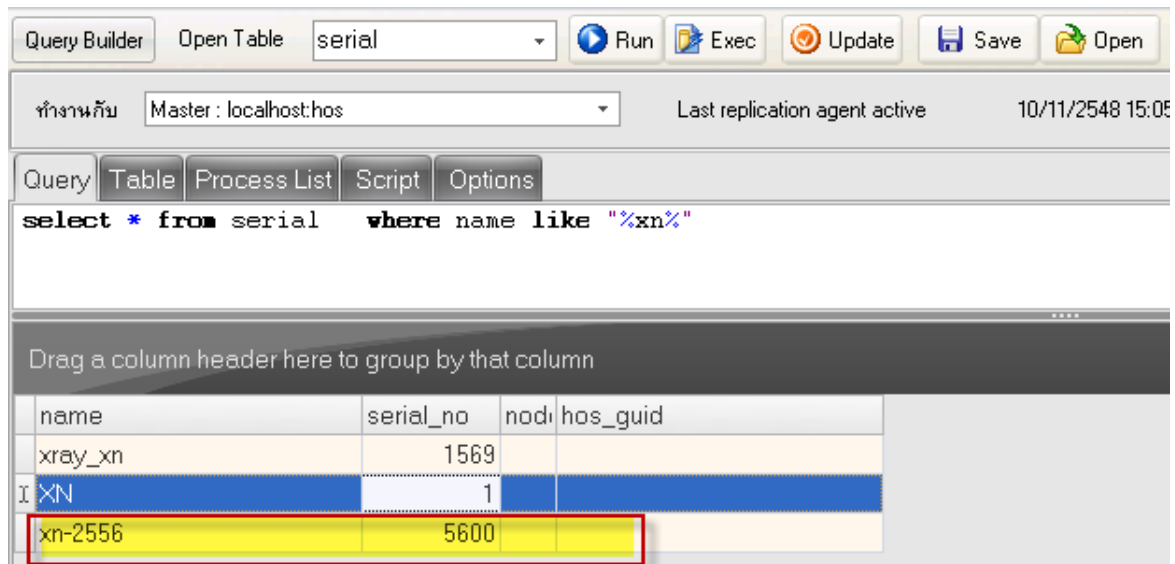 Query Builder Open Table serial Run Exec Update Save Open
ทำงานกับ Master : localhost:hos Last replication agent active 10/11/2548 15:05
Query Table Process List Script Options
select * from serial where name like "%xn%"
Drag a column header here to group by that column
name serial_no hos_guid
xray_xn 1569
XN 1
xn-2556 5600